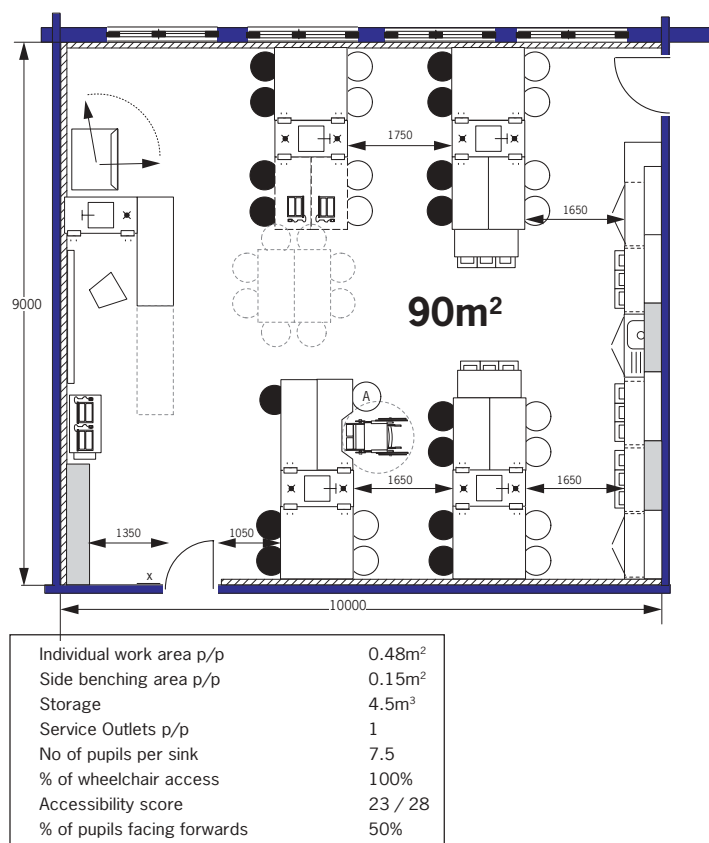 1750
1650
9000
90m²
A
1650
1650
1350
1050
x
10000
Individual work area p/p 0.48m²
Side benching area p/p 0.15m²
Storage 4.5m³
Service Outlets p/p 1
No of pupils per sink 7.5
% of wheelchair access 100%
Accessibility score 23 / 28
% of pupils facing forwards 50%